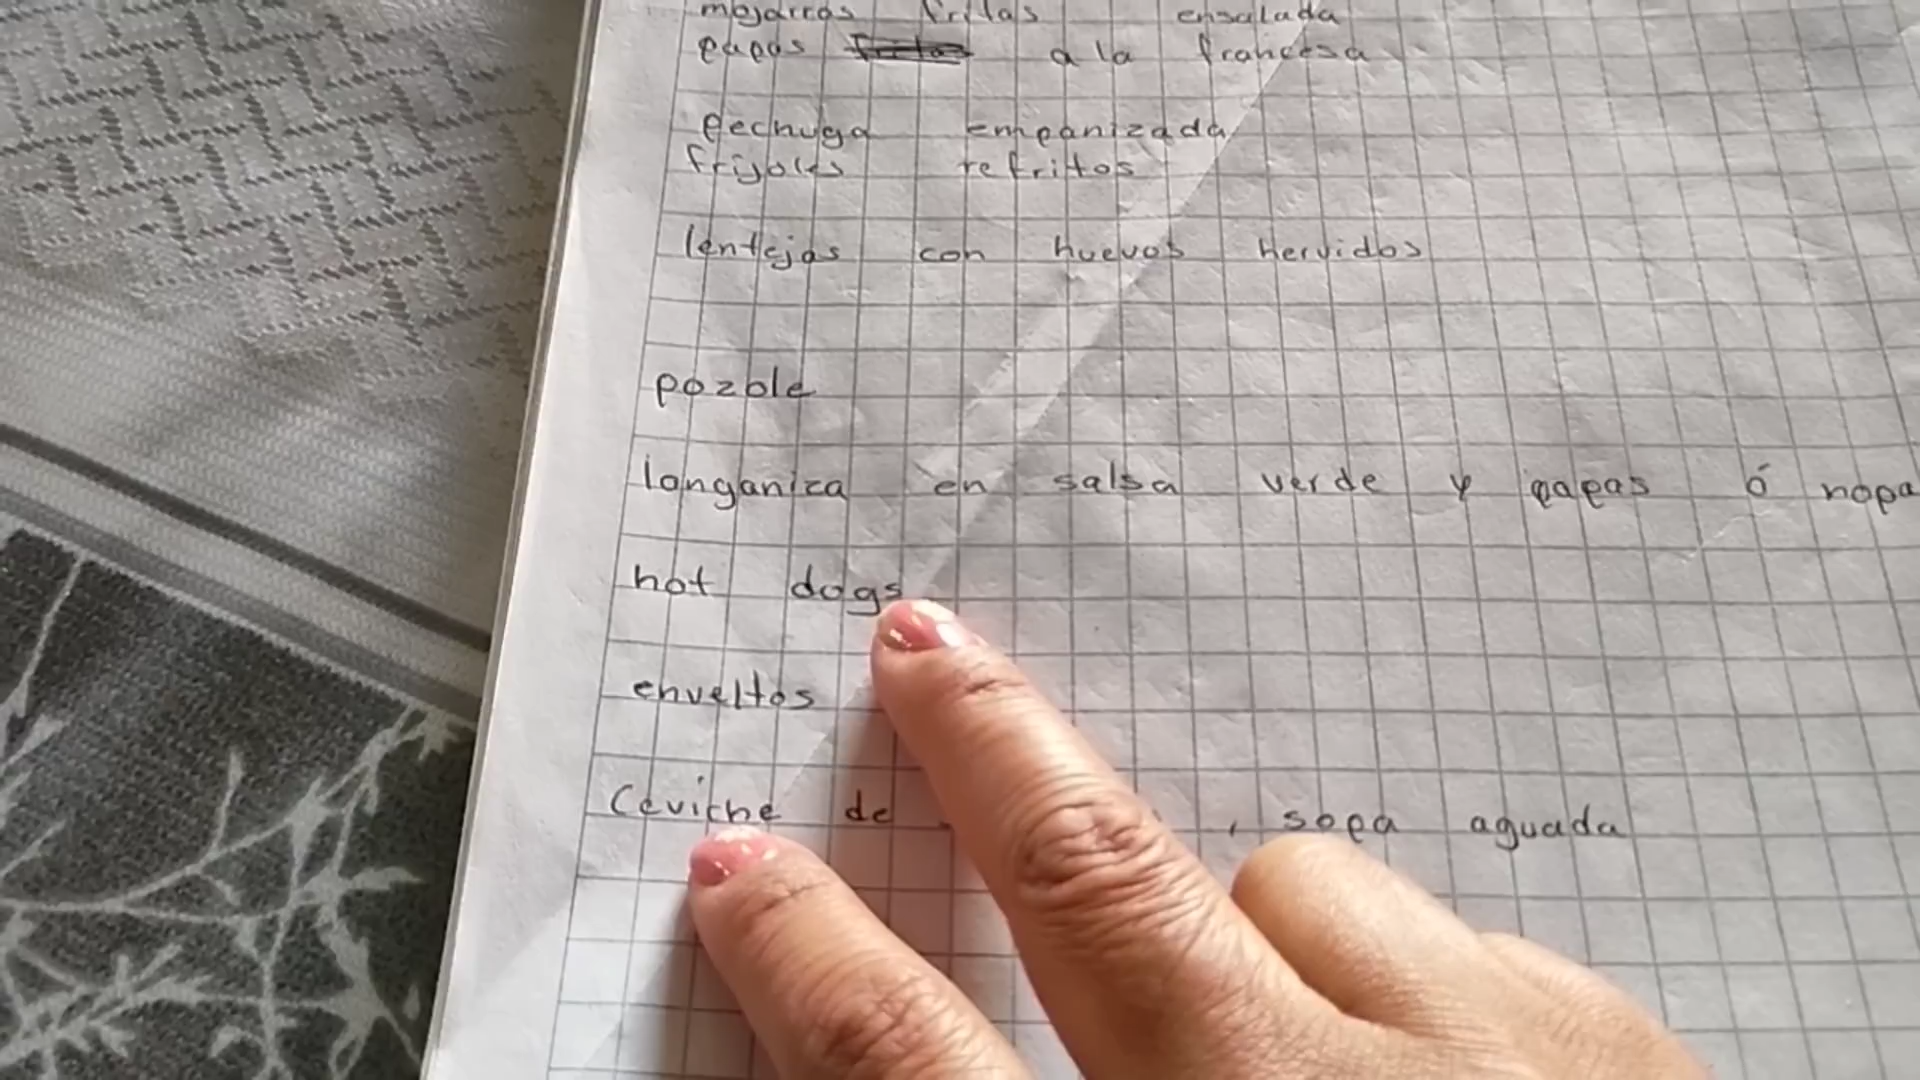 mojarras fritas ensalada
papas a la francesa
pechuga empanizada
frijoles refritos
lentejas con huevos hervidos
pozole
longaniza en salsa verde y papas ó nopa
hot dogs
enveltos
Ceviche de , sopa aguada